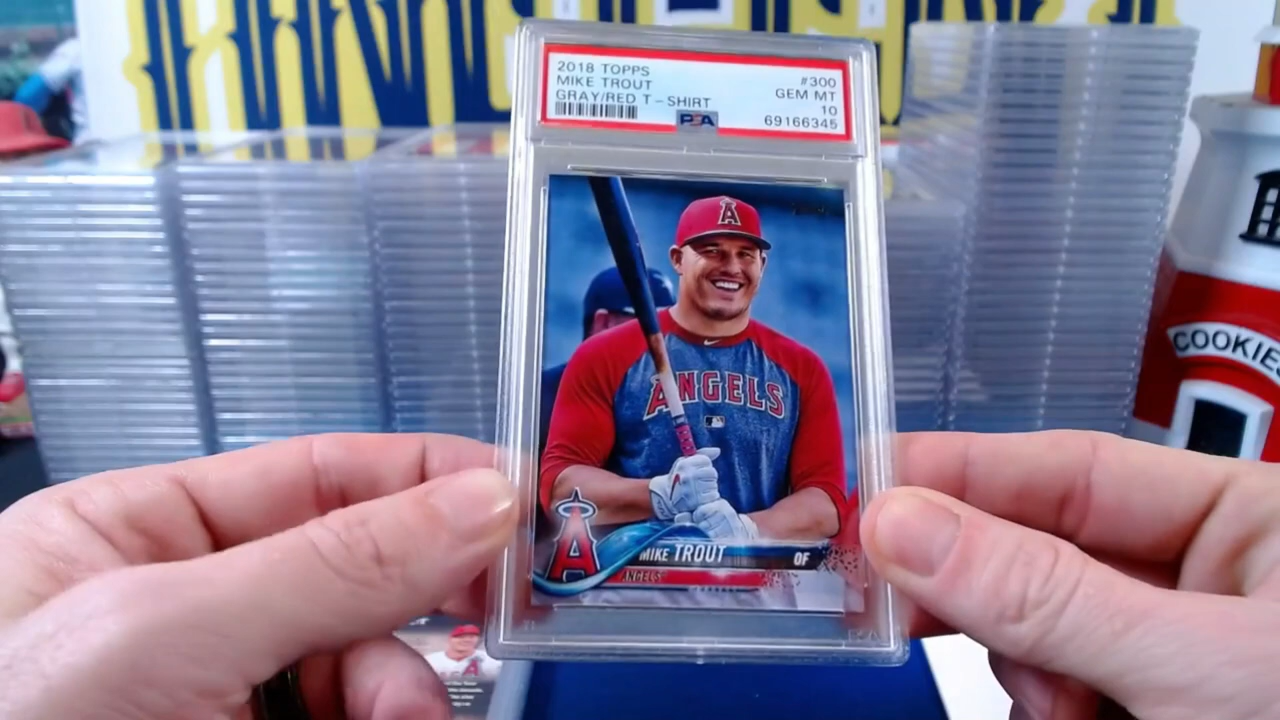 2018 TOPPS
MIKE TROUT
GRAY/RED T-SHIRT
#300
GEM MT
10
69166345
PSA
A
ANGELS
A
MIKE TROUT OF
ANGELS
COOKIES